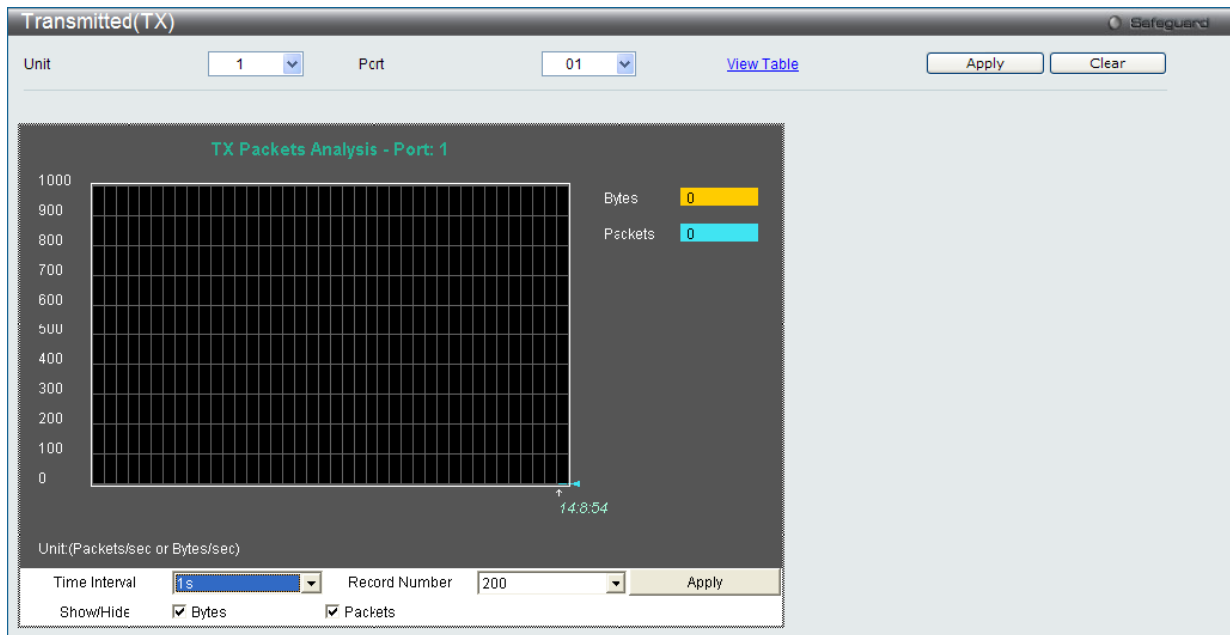 Transmitted(TX)
Safeguard
Unit 1 Port 01 View Table Apply Clear
TX Packets Analysis - Port: 1
1000
900
800
700
600
500
400
300
200
100
0
Bytes 0
Packets 0
14:8:54
Unit:(Packets/sec or Bytes/sec)
Time Interval 1s Record Number 200 Apply
Show/Hide Bytes Packets